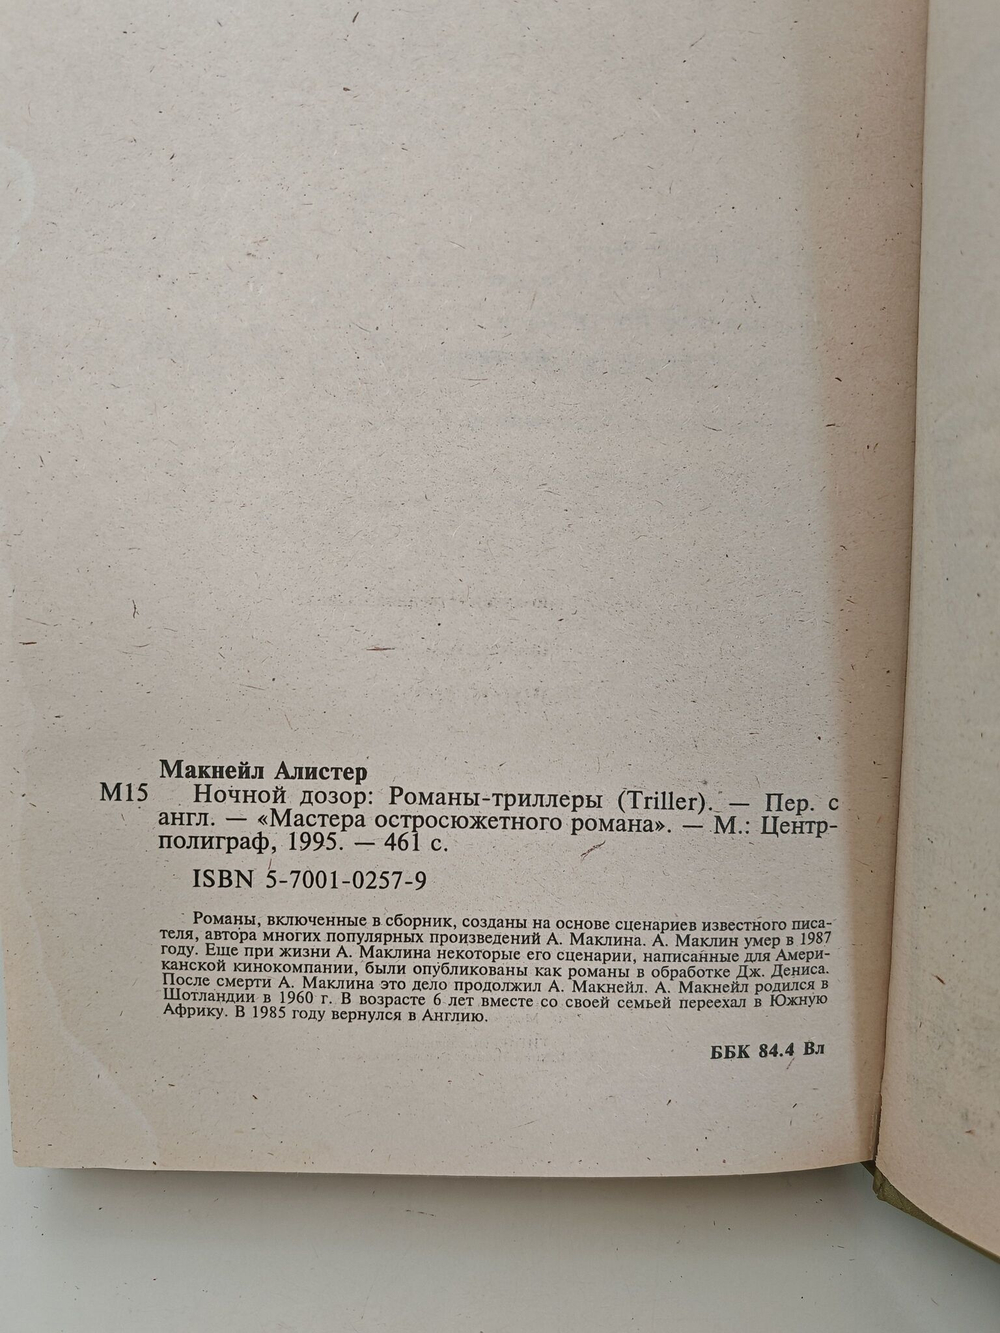 Макнейл Алистер
М15 Ночной дозор: Романы-триллеры (Triller). — Пер. с
англ. — «Мастера остросюжетного романа». — М.: Центр-
полиграф, 1995. — 461 с.
ISBN 5-7001-0257-9
Романы, включенные в сборник, созданы на основе сценариев известного писа-
теля, автора многих популярных произведений А. Маклина. А. Маклин умер в 1987
году. Еще при жизни А. Маклина некоторые его сценарии, написанные для Амери-
канской кинокомпании, были опубликованы как романы в обработке Дж. Дениса.
После смерти А. Маклина это дело продолжил А. Макнейл. А. Макнейл родился в
Шотландии в 1960 г. В возрасте 6 лет вместе со своей семьей переехал в Южную
Африку. В 1985 году вернулся в Англию.
ББК 84.4 Вл